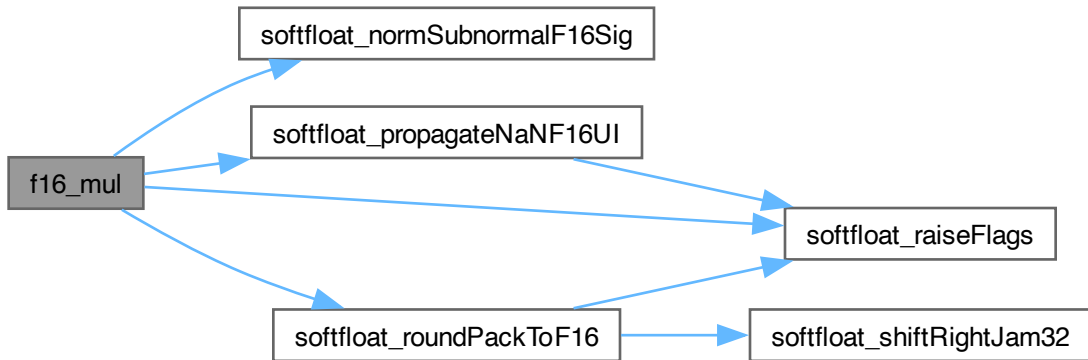 softfloat_normSubnormalF16Sig
softfloat_propagateNaNF16UI
f16_mul
softfloat_raiseFlags
softfloat_roundPackToF16
softfloat_shiftRightJam32